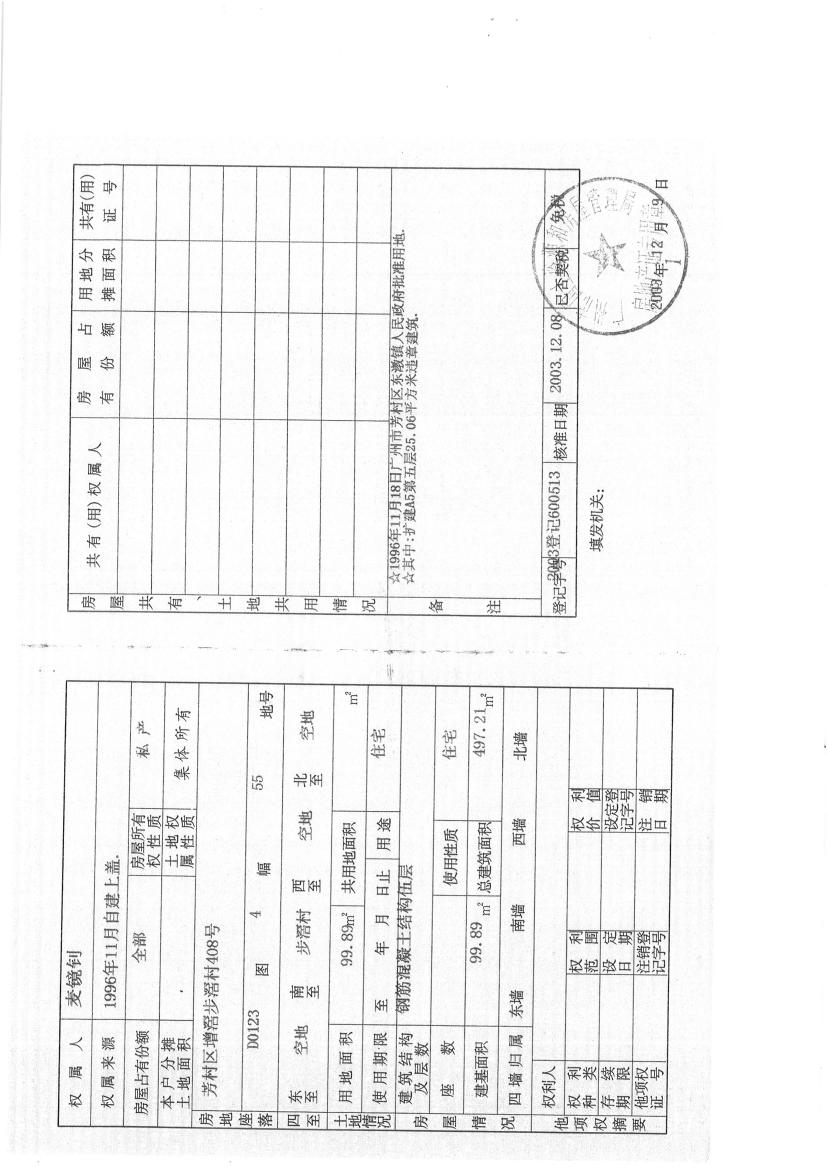 权属人 麦镜钊
权属来源 1996年11月自建上盖.
房屋占有份额 全部 房屋所有权性质 私产
本户分摊土地面积 土地权属性质 集体所有
房地座落 芳村区增滘步滘村408号
D0123 图 4 幅 55 地号
四至 东至 空地 南至 步滘村 西至 空地 北至 空地
土地情况 用地面积 99.89m² 共用地面积 m²
使用期限 至 年 月 日止 用途 住宅
房屋情况 建筑结构及层数 钢筋混凝土结构伍层
座数 使用性质 住宅
建基面积 99.89 m² 总建筑面积 497.21m²
四墙归属 东墙 南墙 西墙 北墙
他项权摘要 权利人
权利种类 权利范围 权利价值
存续期限 设定日期 设定登记字号
他项权证号 注销登记字号 注销日期
房屋共有、土地共用情况 共有(用)权属人 房屋占有份额 用地分摊面积 共有(用)证号
备注 ☆1996年11月18日广州市芳村区东漖镇人民政府批准用地.
☆其中:扩建A5第五层25.06平方米违章建筑.
登记字号 2003登记600513 核准日期 2003.12.08 已否契税 免税
填发机关:
2003年12月9日
屋管理局
1